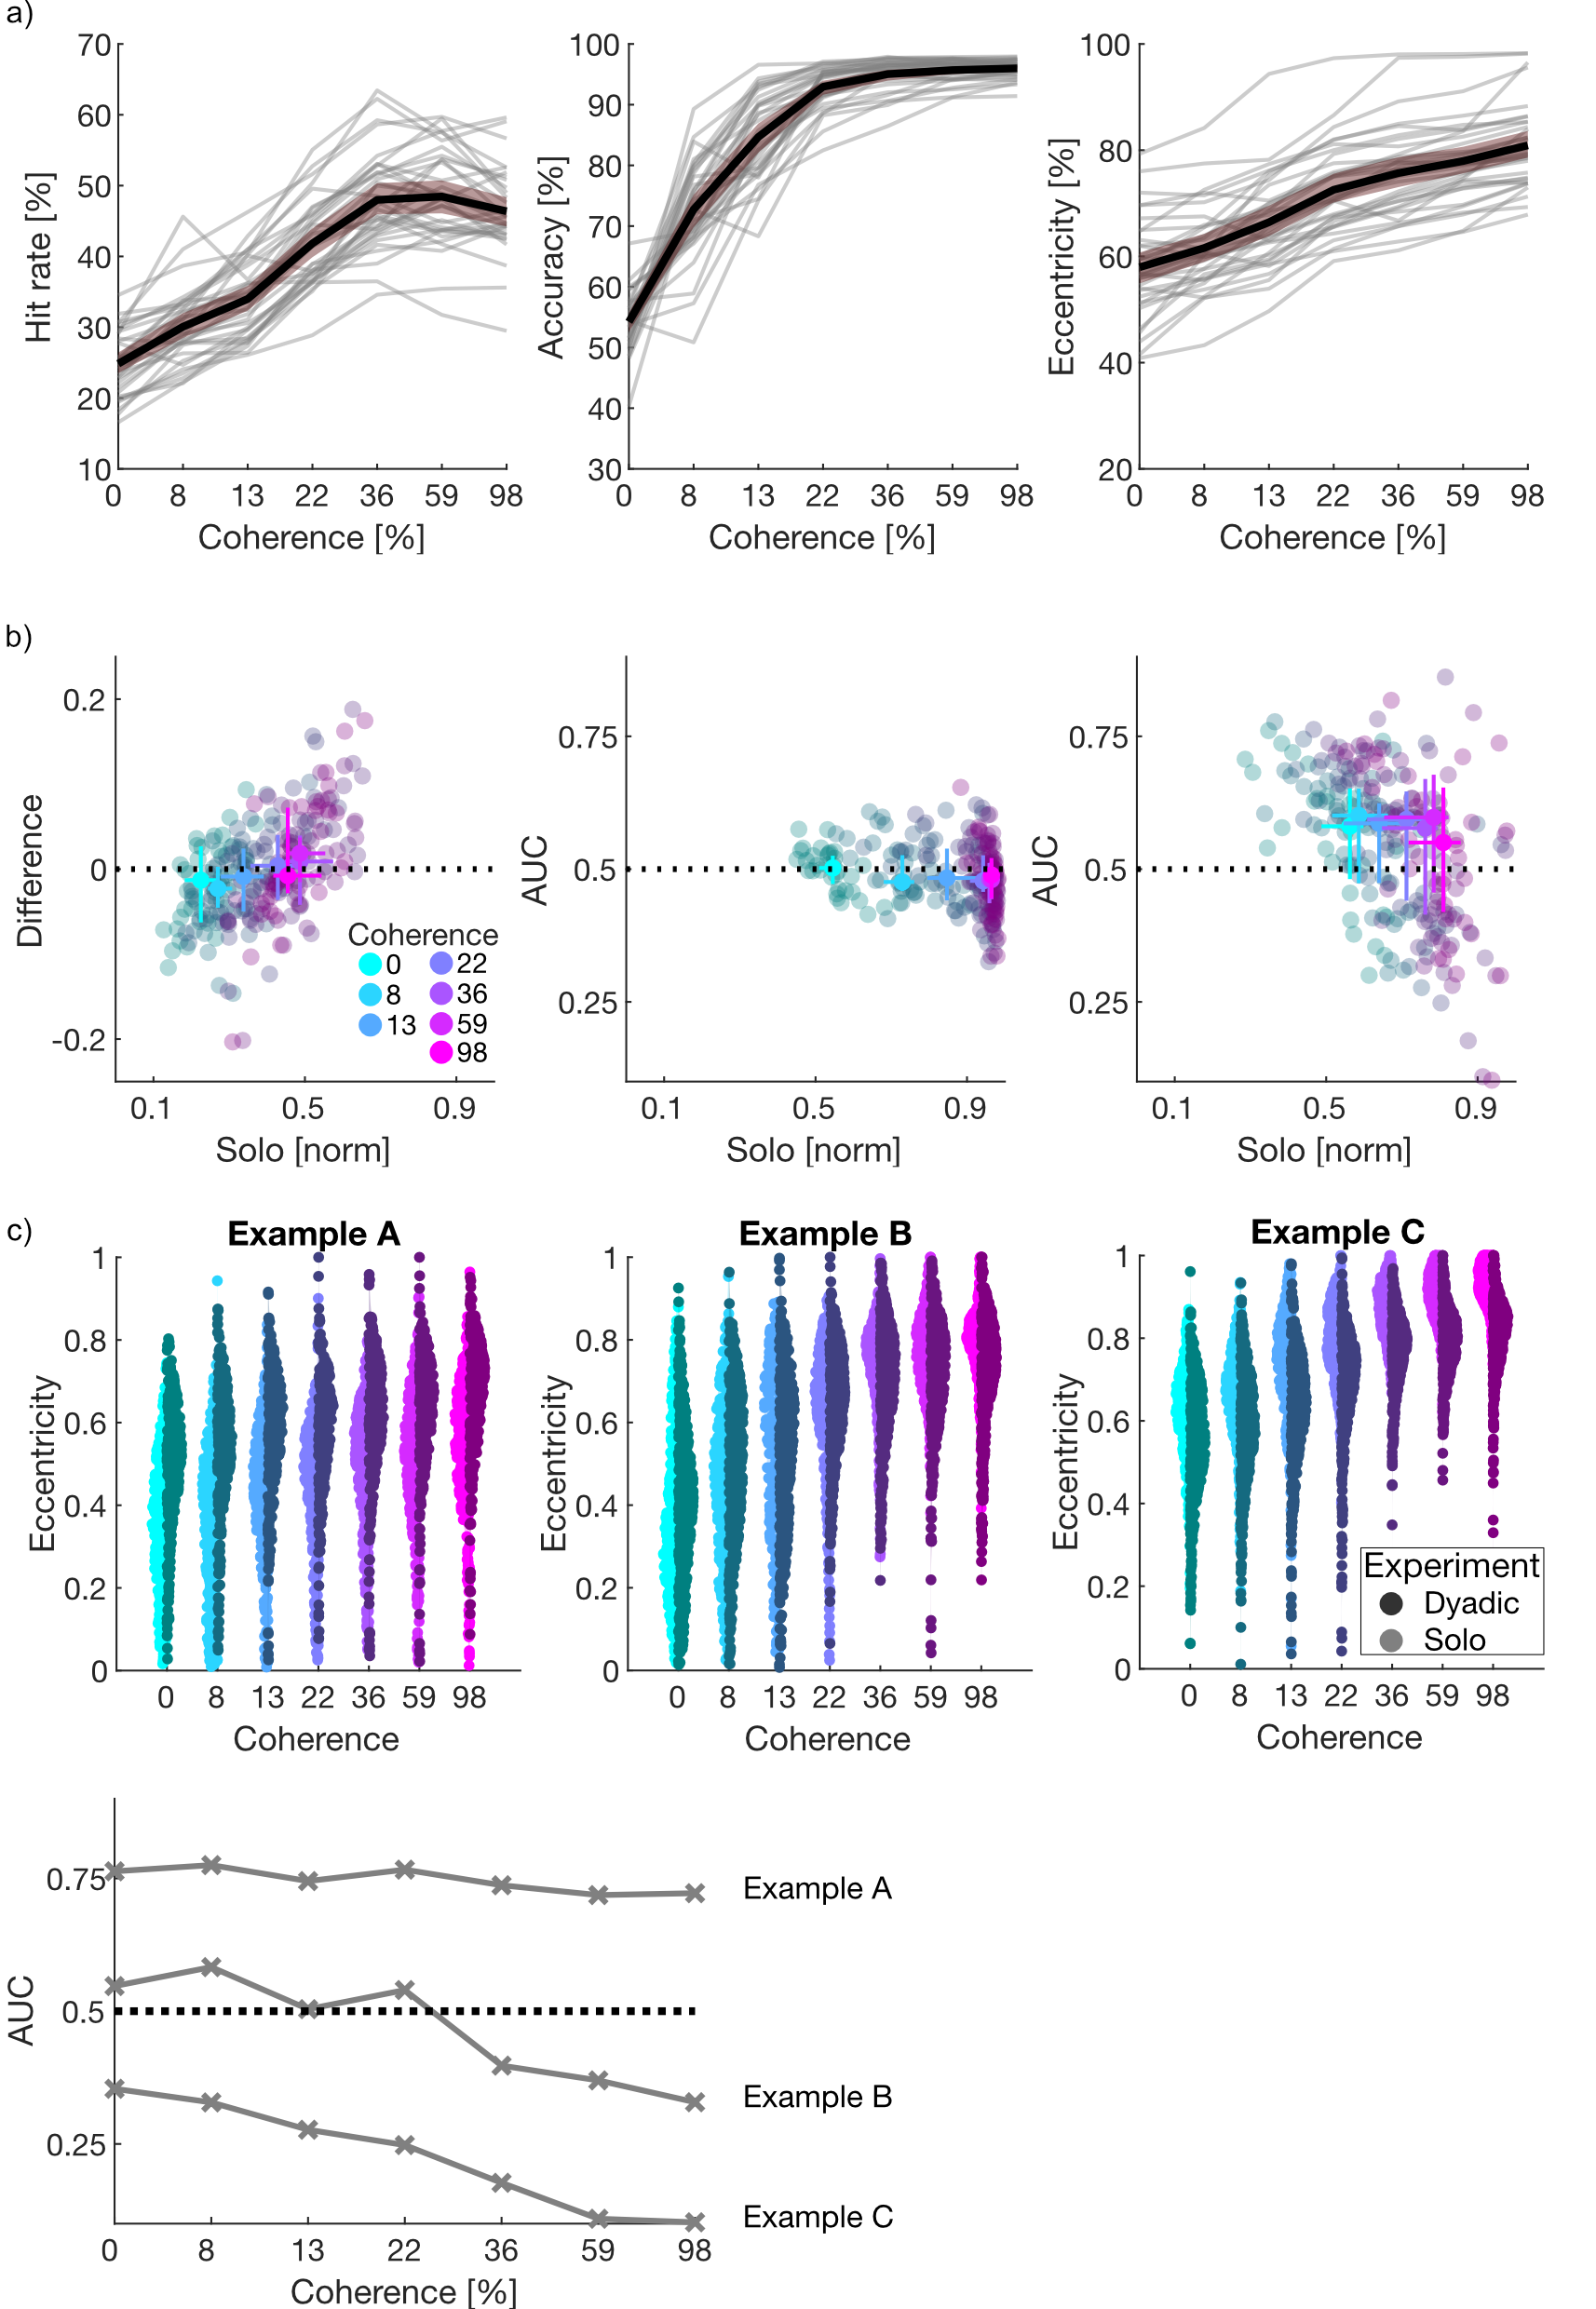 a)
70
60
50
40
30
20
10
Hit rate [%]
0 8 13 22 36 59 98
Coherence [%]
100
90
80
70
60
50
40
30
Accuracy [%]
0 8 13 22 36 59 98
Coherence [%]
100
80
60
40
20
Eccentricity [%]
0 8 13 22 36 59 98
Coherence [%]
b)
0.2
0
-0.2
Difference
Coherence
0 22
8 36
13 59
98
0.1 0.5 0.9
Solo [norm]
0.75
0.5
0.25
AUC
0.1 0.5 0.9
Solo [norm]
0.75
0.5
0.25
AUC
0.1 0.5 0.9
Solo [norm]
c)
Example A
1
0.8
0.6
0.4
0.2
0
Eccentricity
0 8 13 22 36 59 98
Coherence
Example B
1
0.8
0.6
0.4
0.2
0
Eccentricity
0 8 13 22 36 59 98
Coherence
Example C
1
0.8
0.6
0.4
0.2
0
Eccentricity
Experiment
Dyadic
Solo
0 8 13 22 36 59 98
Coherence
0.75
0.5
0.25
AUC
Example A
Example B
Example C
0 8 13 22 36 59 98
Coherence [%]